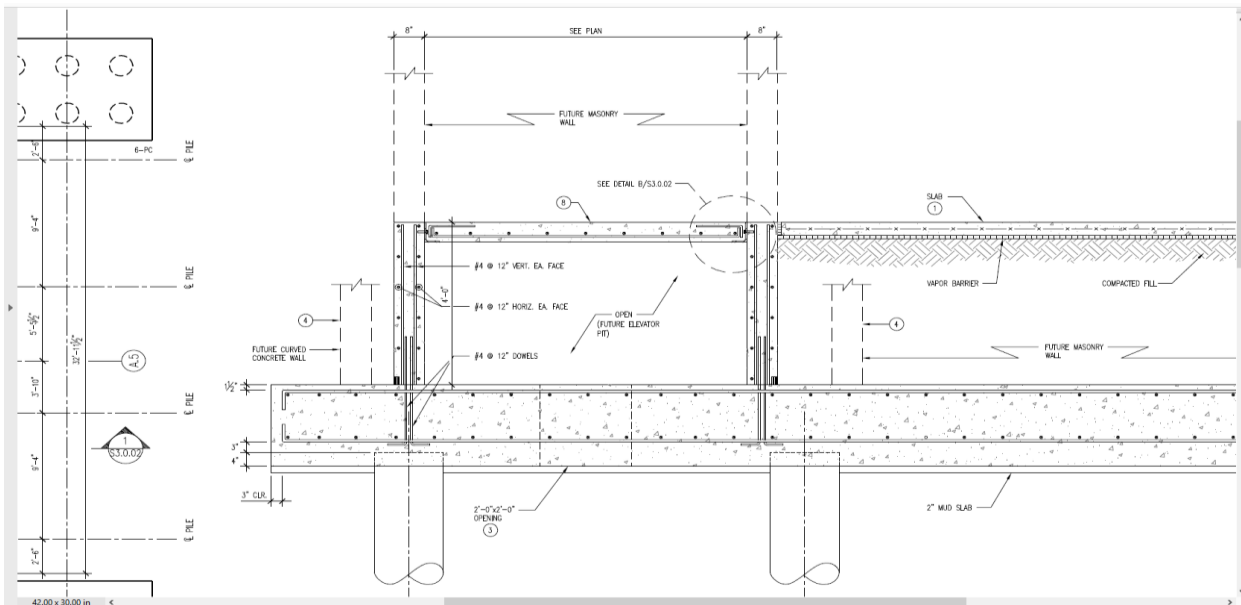 8"
SEE PLAN
8"
FUTURE MASONRY
WALL
6-PC
2'-6"
℄ PILE
SEE DETAIL B/S3.0.02
8
SLAB
1
9'-4"
#4 @ 12" VERT. EA. FACE
4'-0"
VAPOR BARRIER
COMPACTED FILL
℄ PILE
#4 @ 12" HORIZ. EA. FACE
OPEN
(FUTURE ELEVATOR
PIT)
4
4
5'-5½"
32'-11½"
A.5
FUTURE CURVED
CONCRETE WALL
#4 @ 12" DOWELS
FUTURE MASONRY
WALL
3'-10"
1½"
℄ PILE
1
S3.0.02
3"
4"
9'-4"
3" CLR.
2'-0"x2'-0"
OPENING
3
2" MUD SLAB
℄ PILE
2'-6"
42.00 x 30.00 in